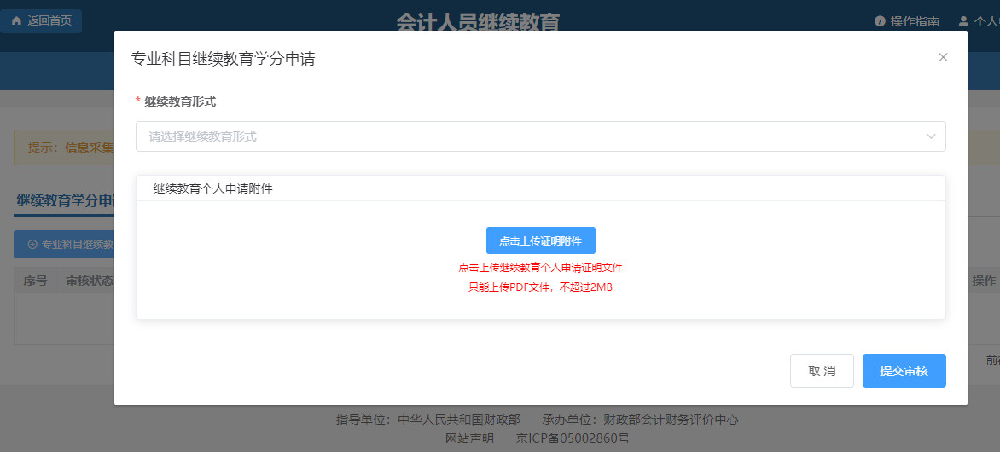 返回首页
会计人员继续教育
操作指南
个人
专业科目继续教育学分申请
* 继续教育形式
请选择继续教育形式
提示：信息采集
继续教育个人申请附件
继续教育学分申
点击上传证明附件
专业科目继续教
点击上传继续教育个人申请证明文件
只能上传PDF文件，不超过2MB
序号 审核状态
操作
取 消
提交审核
前
指导单位：中华人民共和国财政部 承办单位：财政部会计财务评价中心
网站声明 京ICP备05002860号